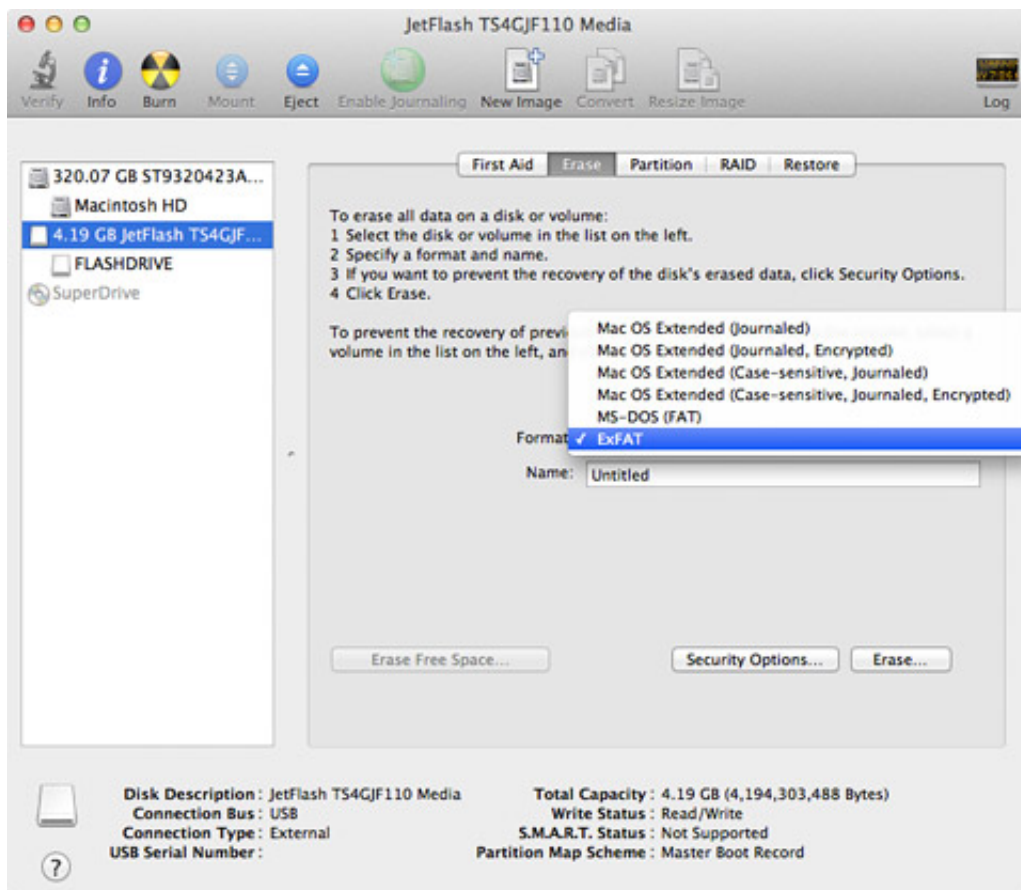 JetFlash TS4GJF110 Media
Verify Info Burn Mount Eject Enable Journaling New Image Convert Resize Image Log
320.07 GB ST9320423A...
Macintosh HD
4.19 GB JetFlash TS4GJF...
FLASHDRIVE
SuperDrive
First Aid Erase Partition RAID Restore
To erase all data on a disk or volume:
1 Select the disk or volume in the list on the left.
2 Specify a format and name.
3 If you want to prevent the recovery of the disk's erased data, click Security Options.
4 Click Erase.
To prevent the recovery of previ
volume in the list on the left, an
Mac OS Extended (Journaled)
Mac OS Extended (Journaled, Encrypted)
Mac OS Extended (Case-sensitive, Journaled)
Mac OS Extended (Case-sensitive, Journaled, Encrypted)
MS-DOS (FAT)
Format ✓ ExFAT
Name: Untitled
Erase Free Space... Security Options... Erase...
Disk Description : JetFlash TS4GJF110 Media Total Capacity : 4.19 GB (4,194,303,488 Bytes)
Connection Bus : USB Write Status : Read/Write
Connection Type : External S.M.A.R.T. Status : Not Supported
USB Serial Number : Partition Map Scheme : Master Boot Record
?